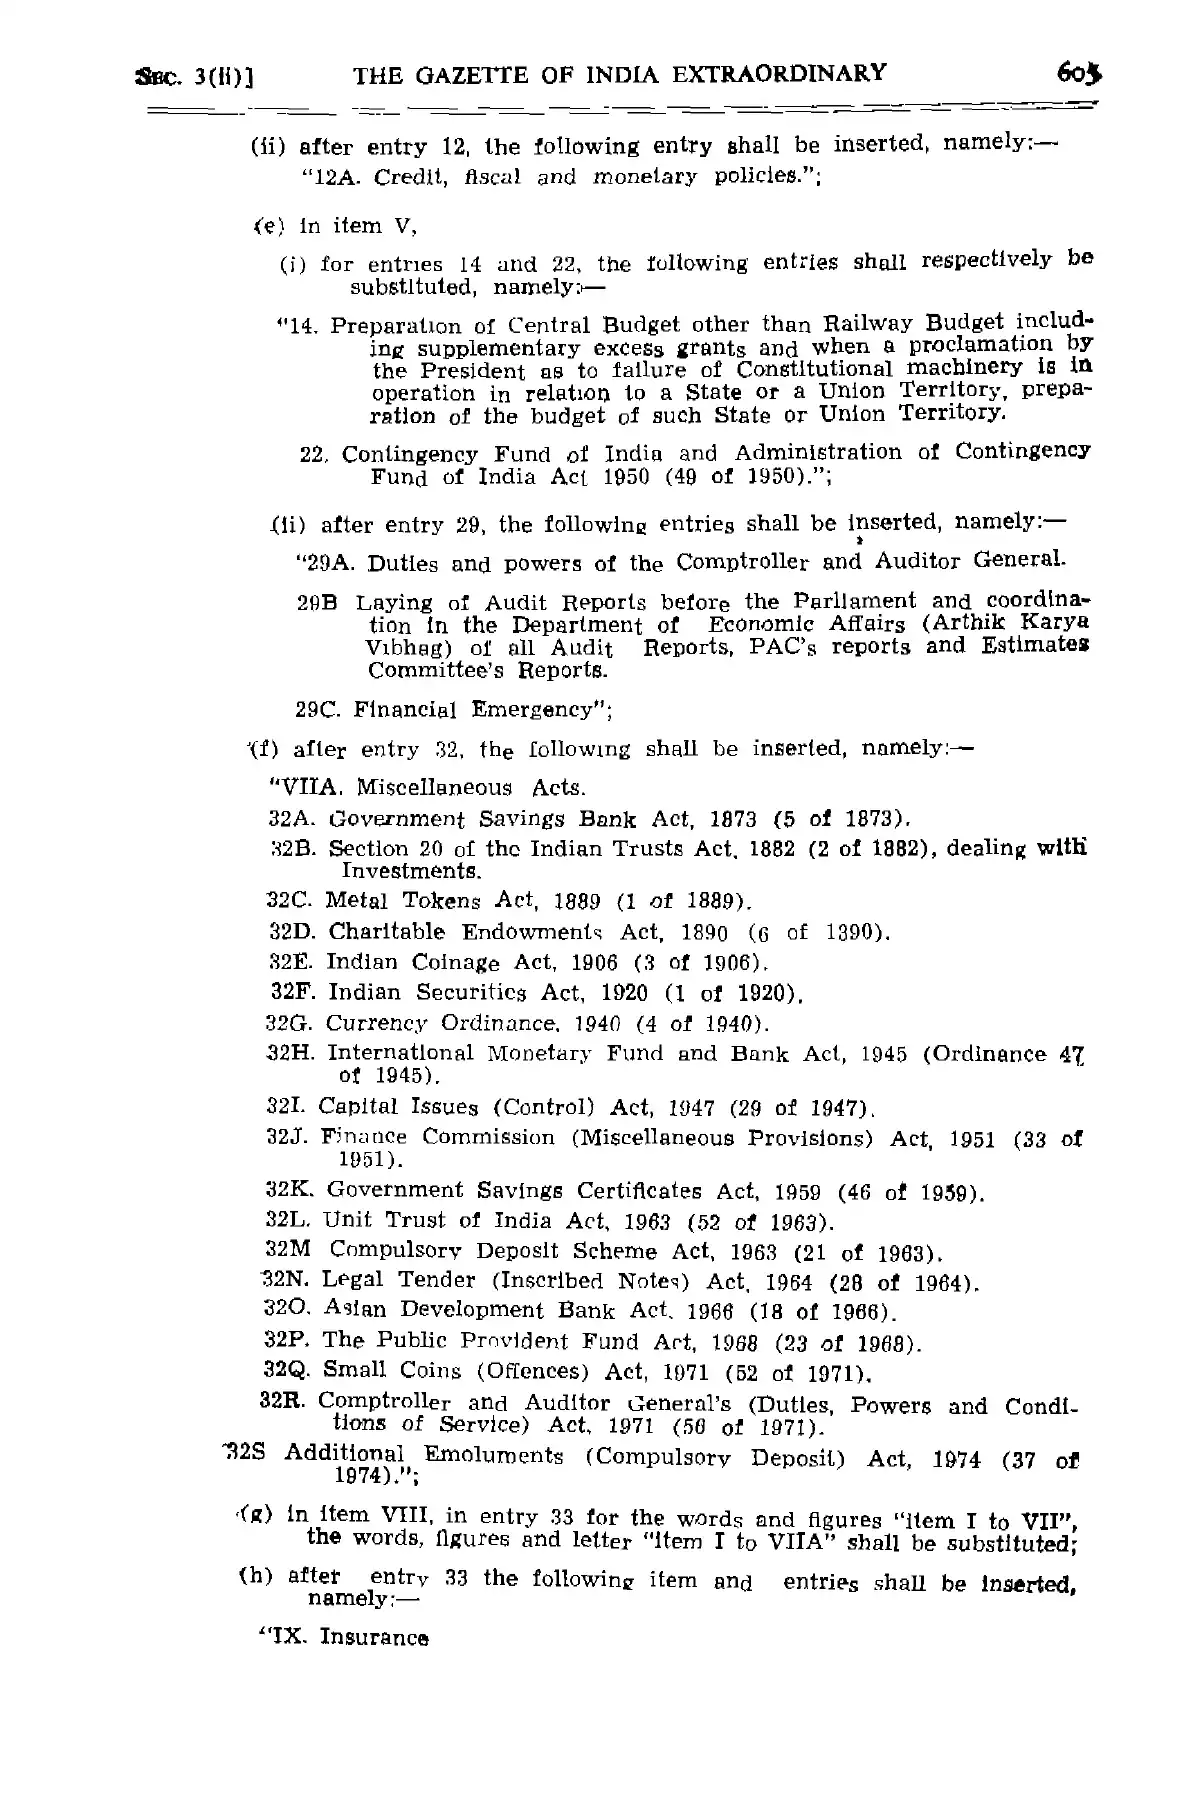 SEC. 3(ii)] THE GAZETTE OF INDIA EXTRAORDINARY 605
(ii) after entry 12, the following entry shall be inserted, namely:—
"12A. Credit, fiscal and monetary policies.";
(e) in item V,
(i) for entries 14 and 22, the following entries shall respectively be
substituted, namely:—
"14. Preparation of Central Budget other than Railway Budget includ-
ing supplementary excess grants and when a proclamation by
the President as to failure of Constitutional machinery is in
operation in relation to a State or a Union Territory, prepa-
ration of the budget of such State or Union Territory.
22. Contingency Fund of India and Administration of Contingency
Fund of India Act 1950 (49 of 1950).";
(ii) after entry 29, the following entries shall be inserted, namely:—
"29A. Duties and powers of the Comptroller and Auditor General.
29B Laying of Audit Reports before the Parliament and coordina-
tion in the Department of Economic Affairs (Arthik Karya
Vibhag) of all Audit Reports, PAC's reports and Estimates
Committee's Reports.
29C. Financial Emergency";
(f) after entry 32, the following shall be inserted, namely:—
"VIIA. Miscellaneous Acts.
32A. Government Savings Bank Act, 1873 (5 of 1873).
32B. Section 20 of the Indian Trusts Act, 1882 (2 of 1882), dealing with
Investments.
32C. Metal Tokens Act, 1889 (1 of 1889).
32D. Charitable Endowments Act, 1890 (6 of 1390).
32E. Indian Coinage Act, 1906 (3 of 1906).
32F. Indian Securities Act, 1920 (1 of 1920).
32G. Currency Ordinance, 1940 (4 of 1940).
32H. International Monetary Fund and Bank Act, 1945 (Ordinance 47
of 1945).
32I. Capital Issues (Control) Act, 1947 (29 of 1947).
32J. Finance Commission (Miscellaneous Provisions) Act, 1951 (33 of
1951).
32K. Government Savings Certificates Act, 1959 (46 of 1959).
32L. Unit Trust of India Act, 1963 (52 of 1963).
32M Compulsory Deposit Scheme Act, 1963 (21 of 1963).
32N. Legal Tender (Inscribed Notes) Act, 1964 (28 of 1964).
32O. Asian Development Bank Act, 1966 (18 of 1966).
32P. The Public Provident Fund Act, 1968 (23 of 1968).
32Q. Small Coins (Offences) Act, 1971 (52 of 1971).
32R. Comptroller and Auditor General's (Duties, Powers and Condi-
tions of Service) Act, 1971 (56 of 1971).
32S Additional Emoluments (Compulsory Deposit) Act, 1974 (37 of
1974).";
(g) in item VIII, in entry 33 for the words and figures "item I to VII",
the words, figures and letter "item I to VIIA" shall be substituted;
(h) after entry 33 the following item and entries shall be inserted,
namely:—
"IX. Insurance